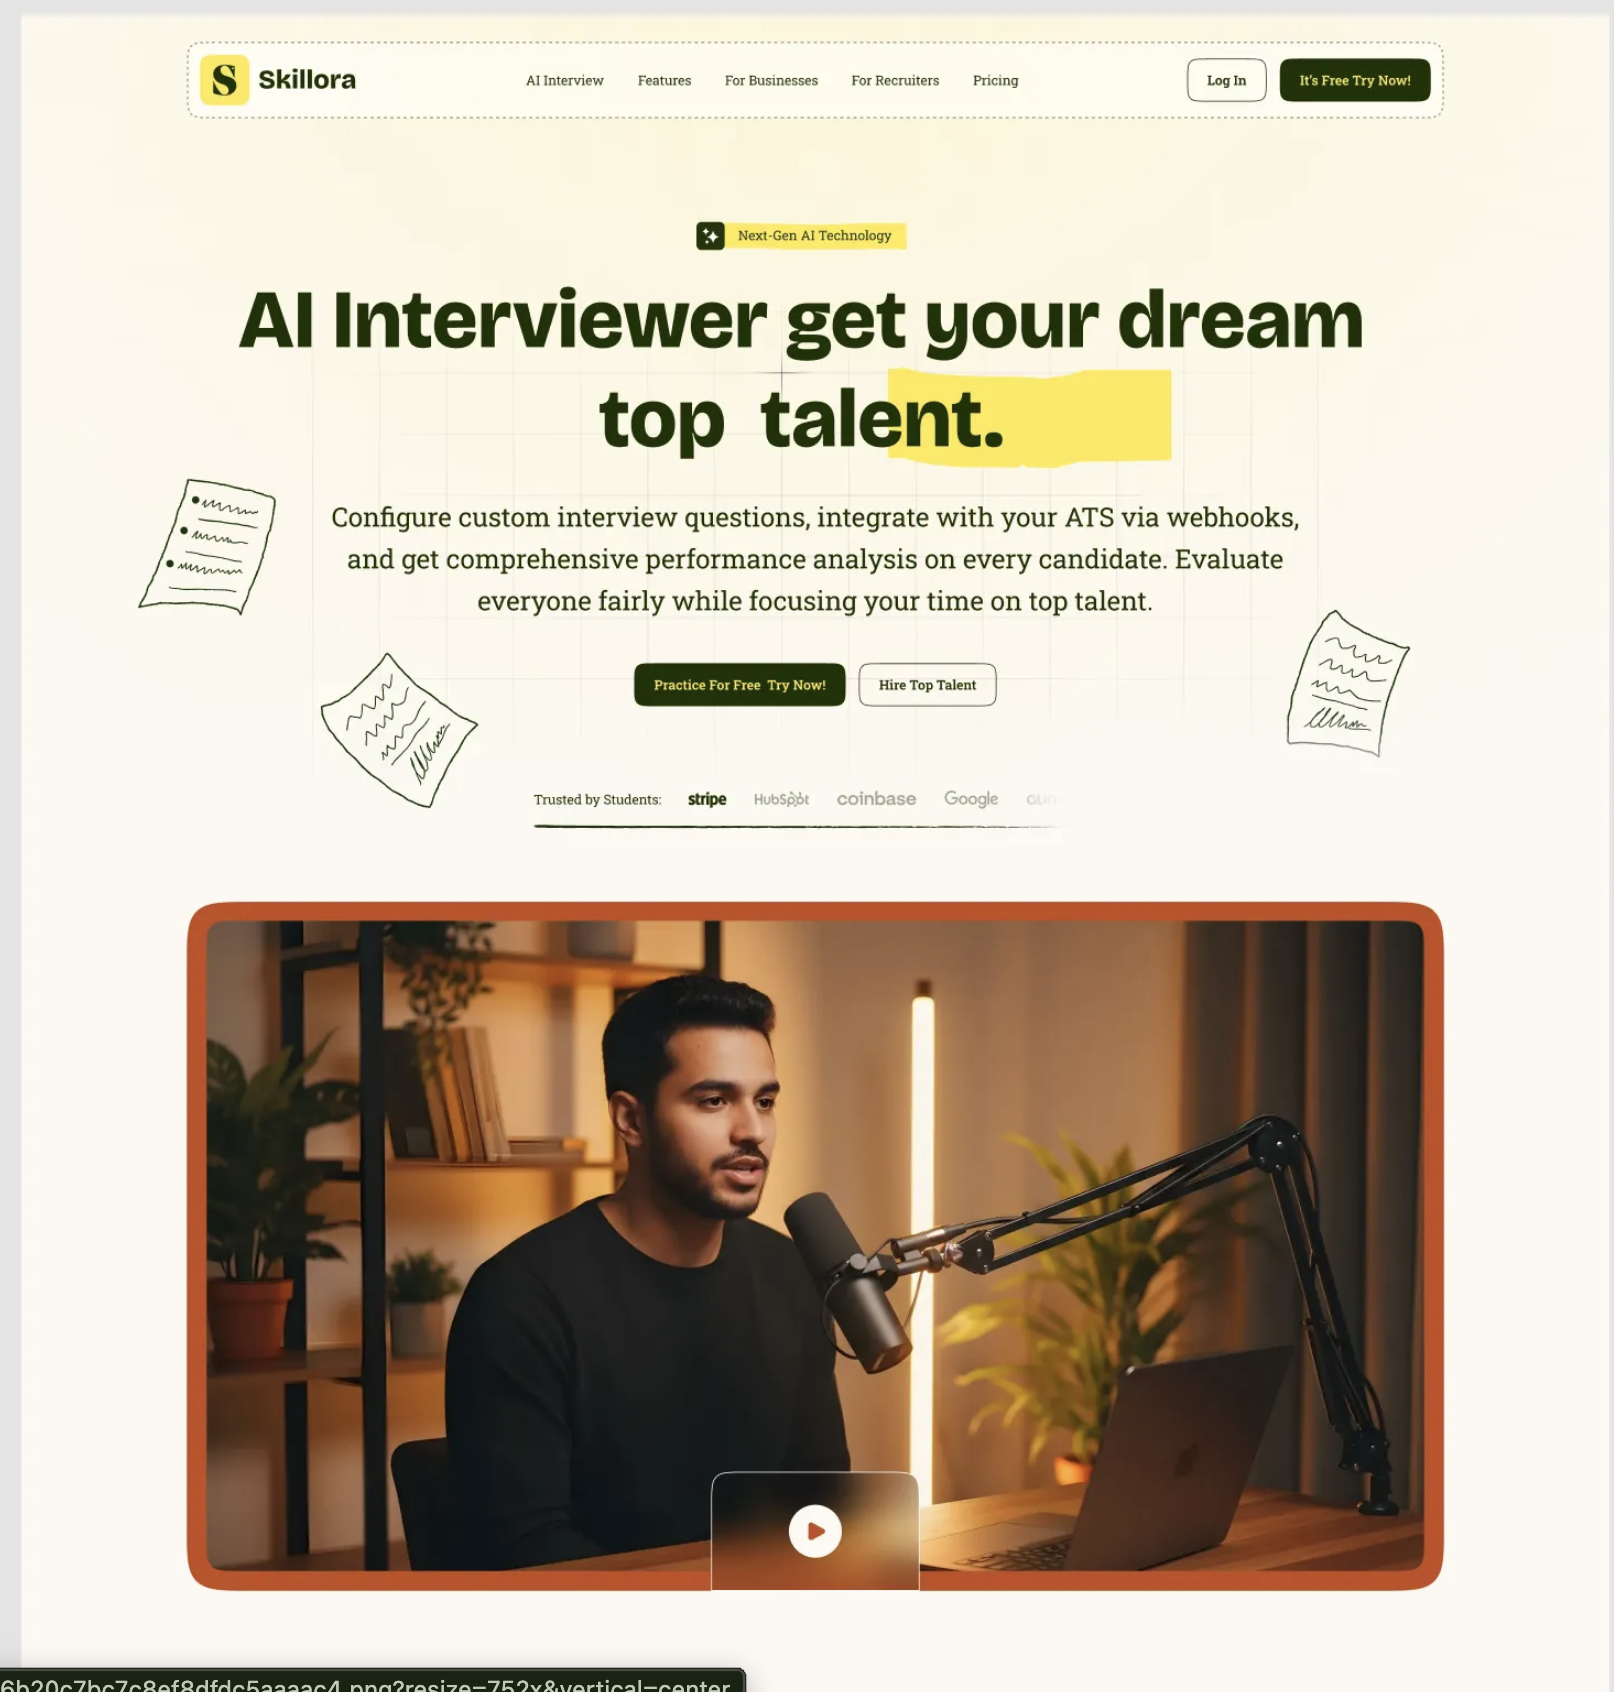 S Skillora
AI Interview Features For Businesses For Recruiters Pricing
Log In It's Free Try Now!
Next-Gen AI Technology
AI Interviewer get your dream
top talent.
Configure custom interview questions, integrate with your ATS via webhooks,
and get comprehensive performance analysis on every candidate. Evaluate
everyone fairly while focusing your time on top talent.
Practice For Free Try Now! Hire Top Talent
Trusted by Students: stripe HubSpot coinbase Google
6b20c7bc7c8ef8dfdc5aaaac4.png?resize=752x&vertical=center